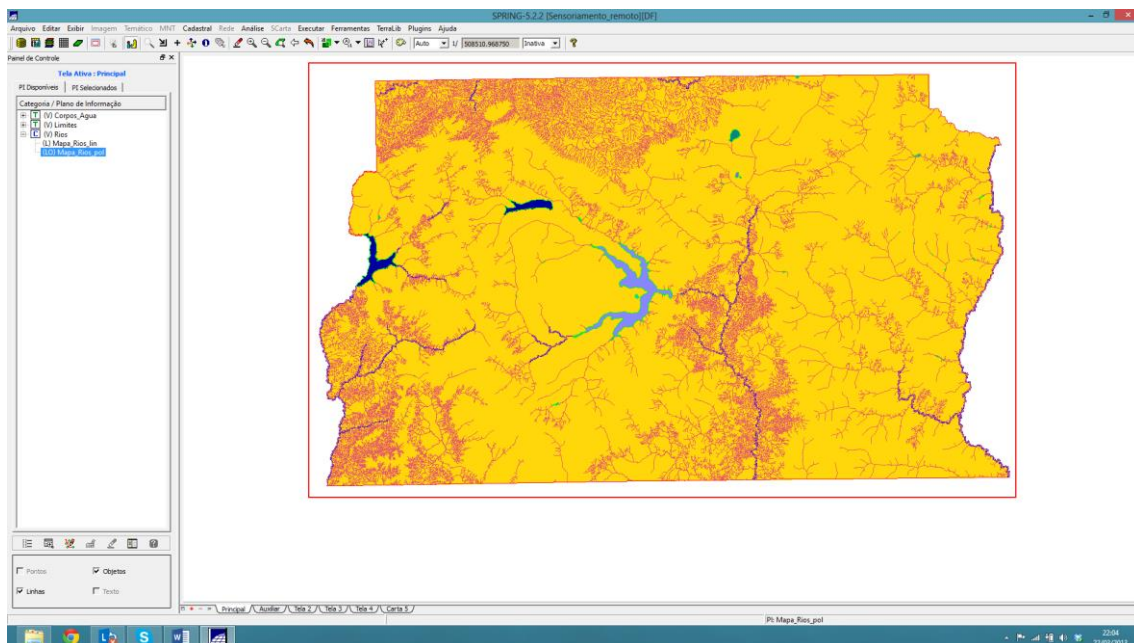 SPRING-5.2.2 [Sensoriamento_remoto][DF]
Arquivo Editar Exibir Imagem Temático MNT Cadastral Rede Análise SCarta Executar Ferramentas TerraLib Plugins Ajuda
Auto 1/ 508510.968750 Inativa
Painel de Controle
Tela Ativa : Principal
PI Disponíveis PI Selecionados
Categoria / Plano de Informação
T (V) Corpos_Agua
T (V) Limites
C (V) Rios
(L) Mapa_Rios_lin
(LO) Mapa_Rios_pol
Pontos Objetos
Linhas Texto
Principal Auxiliar Tela 2 Tela 3 Tela 4 Carta 5
PI: Mapa_Rios_pol
22:04